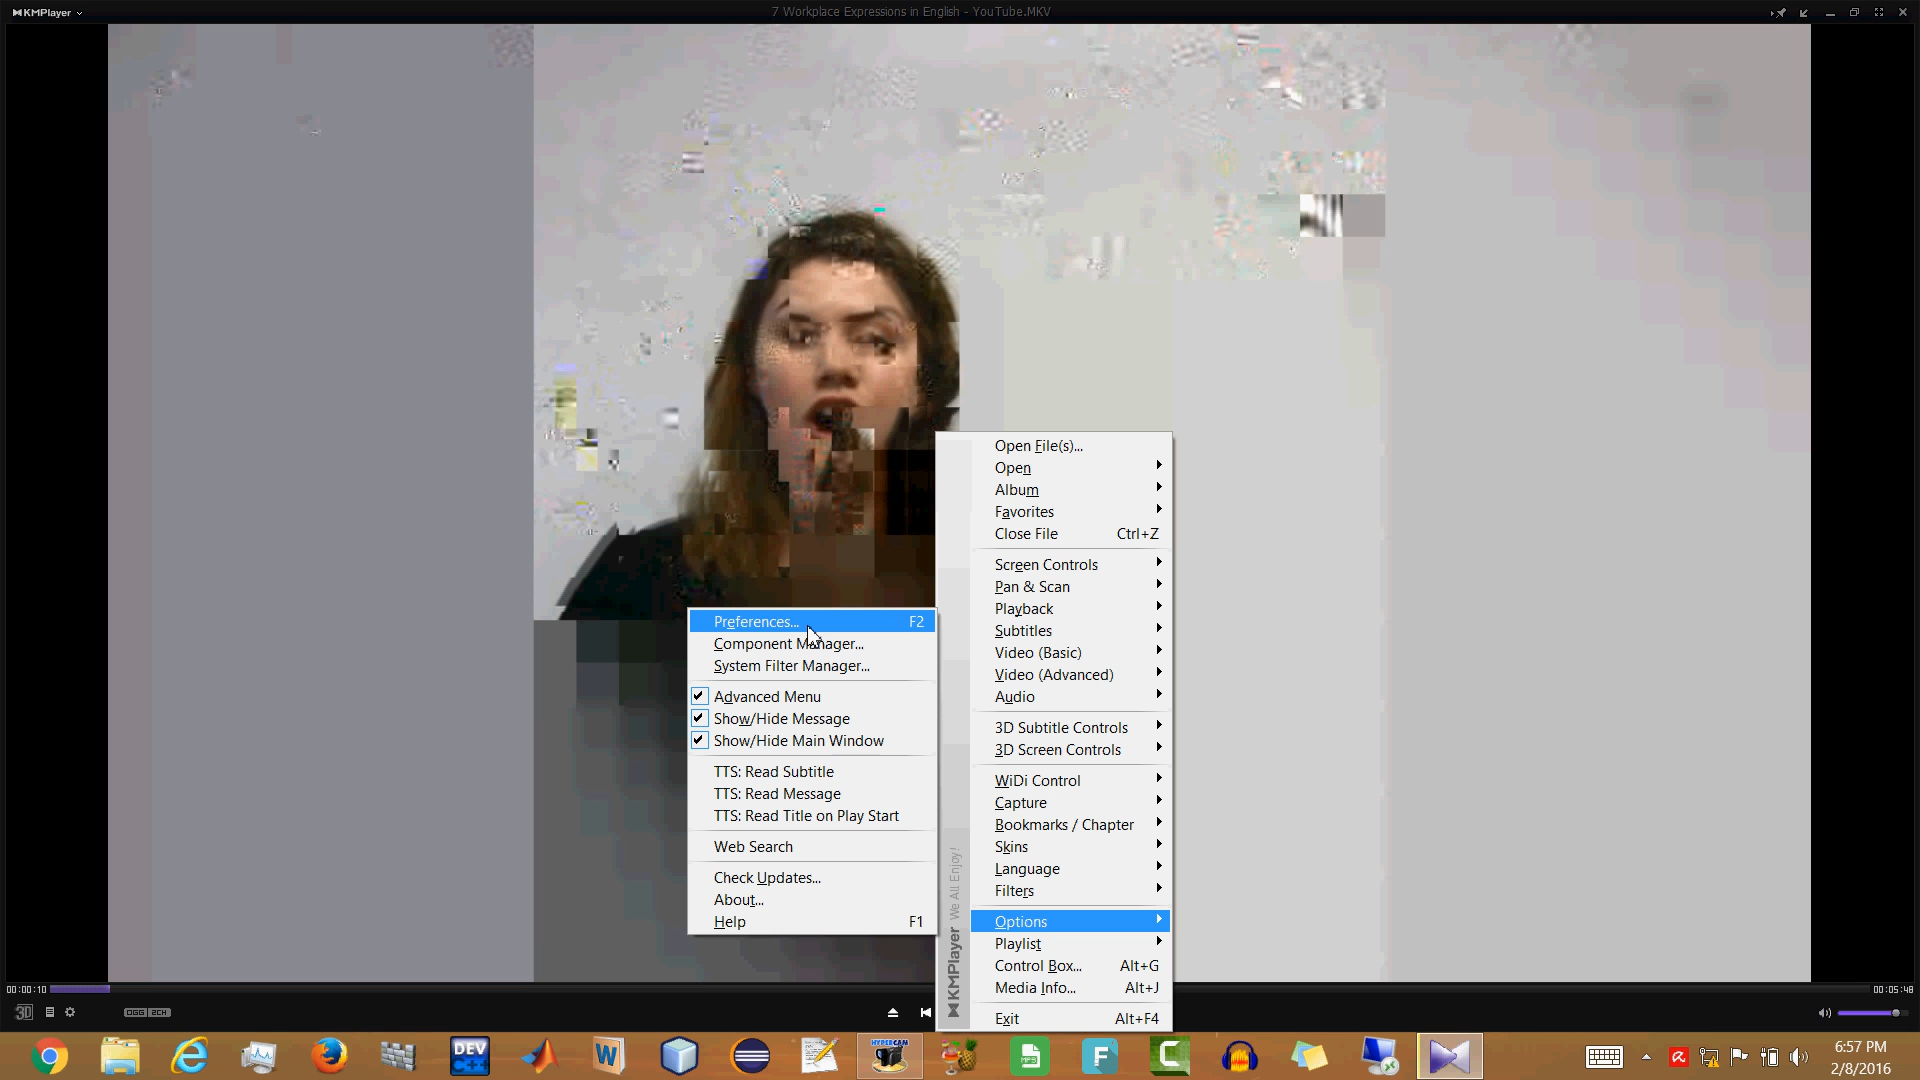 KMPlayer
7 Workplace Expressions in English - YouTube.MKV
Open File(s)...
Open
Album
Favorites
Close File Ctrl+Z
Screen Controls
Pan & Scan
Playback
Subtitles
Video (Basic)
Video (Advanced)
Audio
3D Subtitle Controls
3D Screen Controls
WiDi Control
Capture
Bookmarks / Chapter
Skins
Language
Filters
Options
Playlist
Control Box... Alt+G
Media Info... Alt+J
Exit Alt+F4
KMPlayer We All Enjoy!
Preferences... F2
Component Manager...
System Filter Manager...
Advanced Menu
Show/Hide Message
Show/Hide Main Window
TTS: Read Subtitle
TTS: Read Message
TTS: Read Title on Play Start
Web Search
Check Updates...
About...
Help F1
00:00:10
00:05:48
3D
OGG 2CH
DEV
C++
W
HYPERCAM
MP3
F
C
6:57 PM
2/8/2016